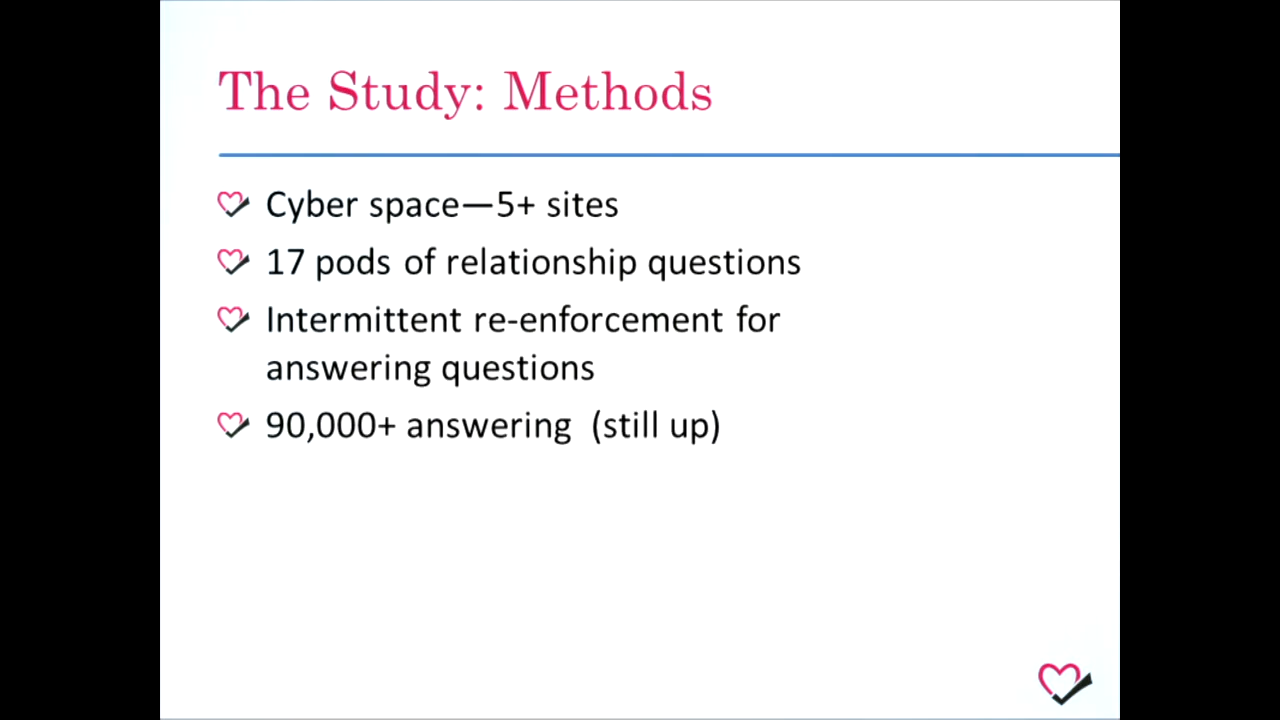 The Study: Methods
Cyber space—5+ sites
17 pods of relationship questions
Intermittent re-enforcement for
answering questions
90,000+ answering  (still up)